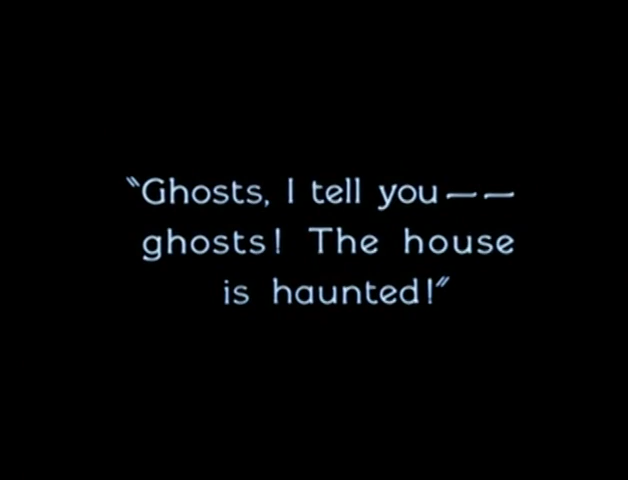 "Ghosts, I tell you——
ghosts! The house
is haunted!"